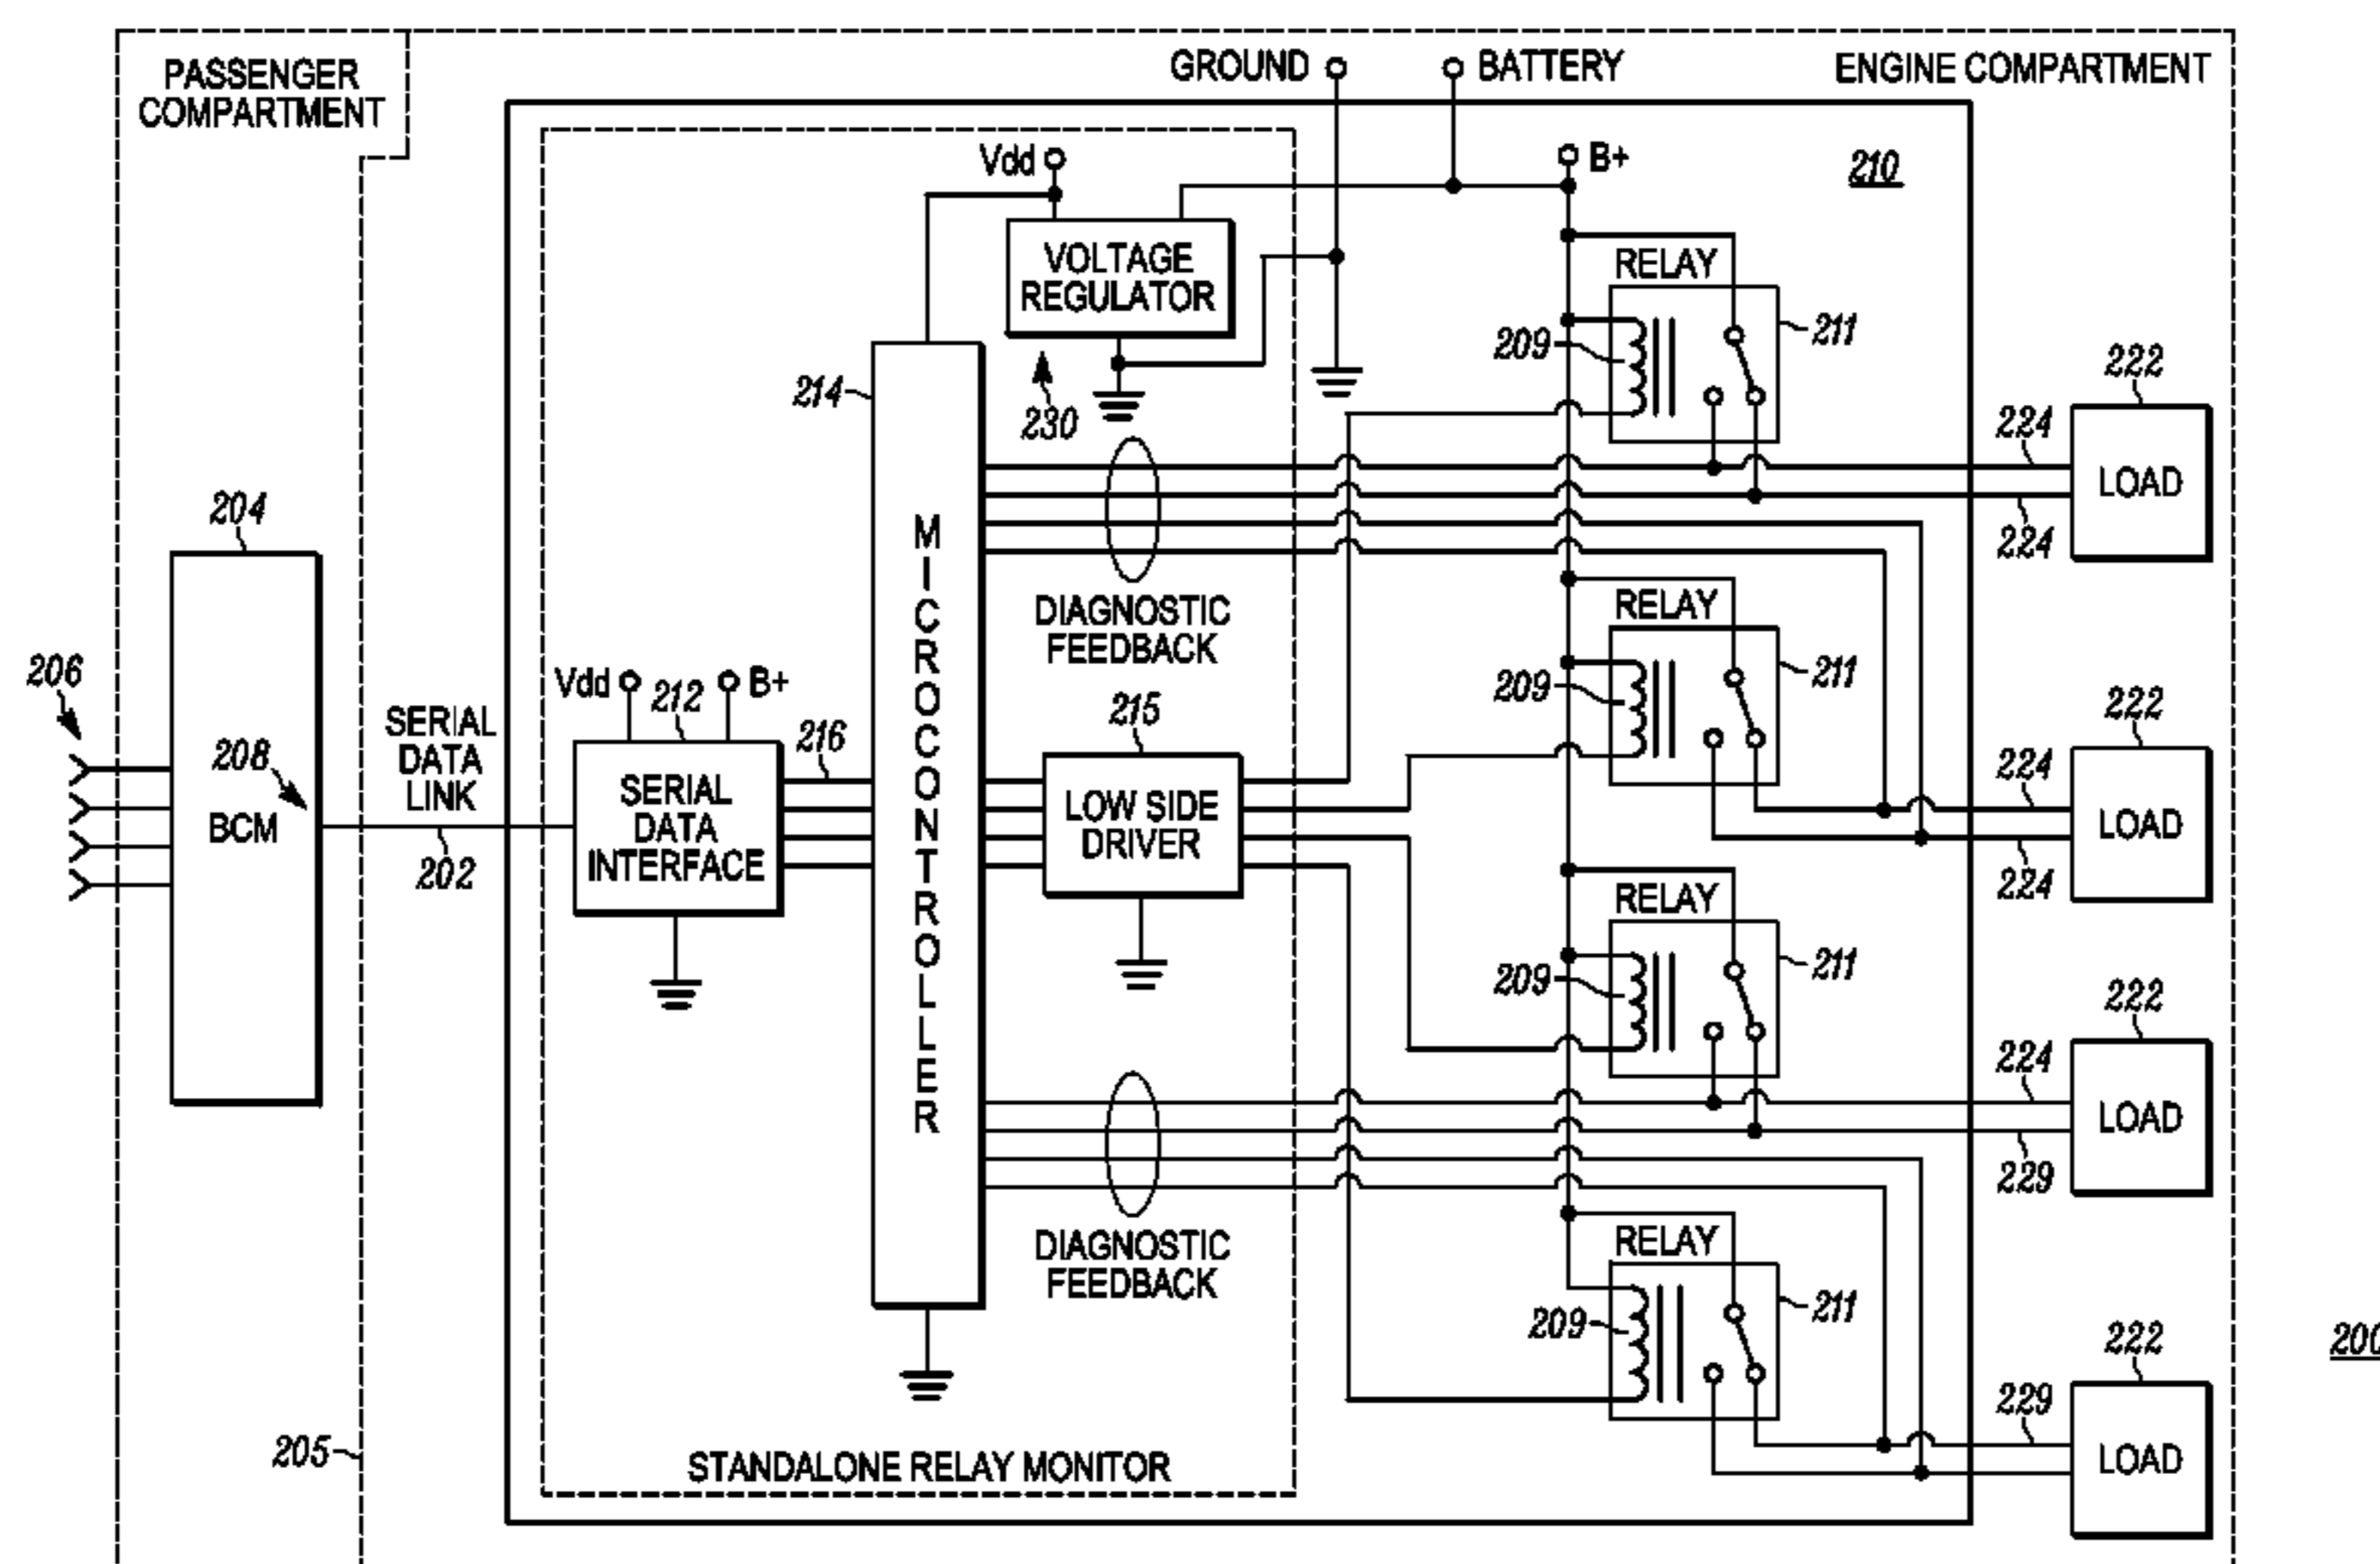 PASSENGER
COMPARTMENT
GROUND
BATTERY
ENGINE COMPARTMENT
Vdd
B+
210
VOLTAGE
REGULATOR
230
214
RELAY
209
211
222
224
LOAD
224
DIAGNOSTIC
FEEDBACK
204
206
208
BCM
SERIAL
DATA
LINK
202
Vdd
212
B+
216
SERIAL
DATA
INTERFACE
MICROCONTROLLER
215
LOW SIDE
DRIVER
RELAY
209
211
222
224
LOAD
224
RELAY
209
211
222
224
LOAD
229
DIAGNOSTIC
FEEDBACK
RELAY
209
211
222
229
LOAD
205
STANDALONE RELAY MONITOR
200